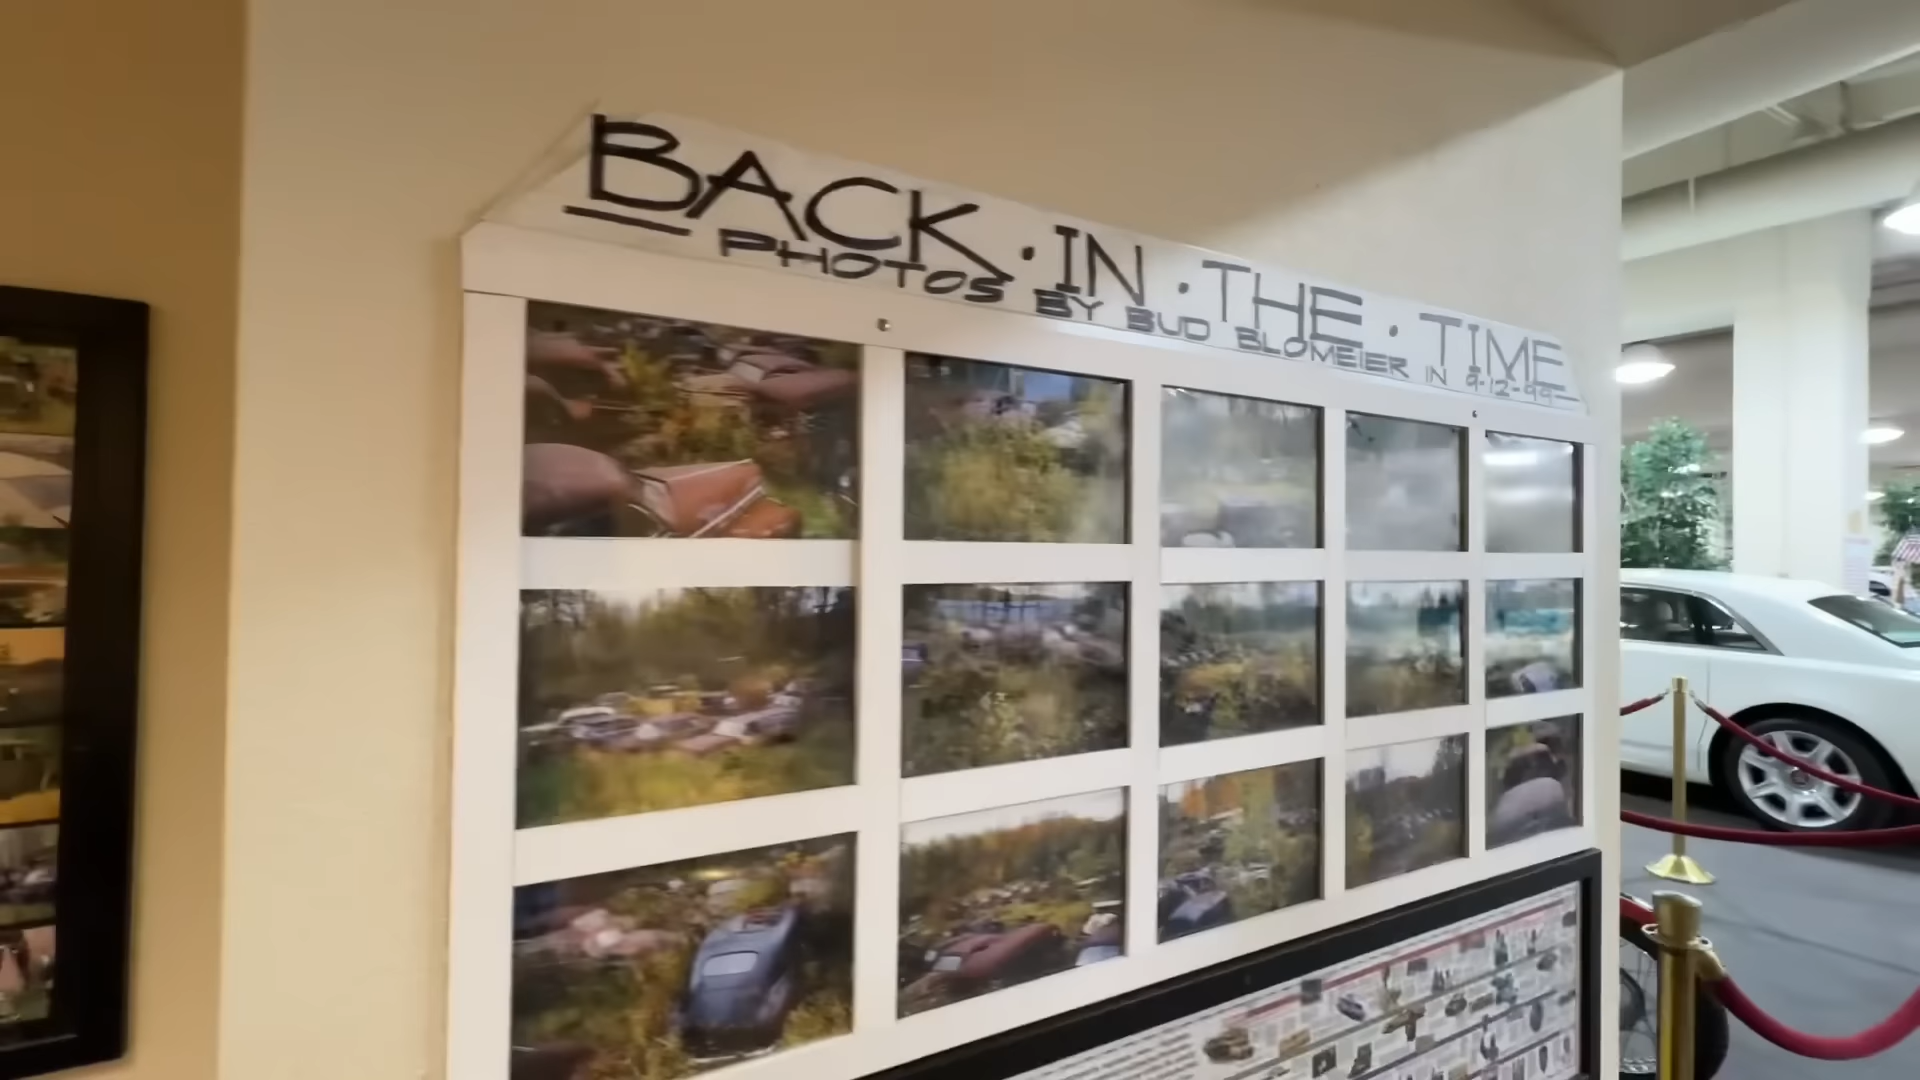 BACK · IN · THE · TIME
PHOTOS BY BUD BLOMEIER IN 9-12-99